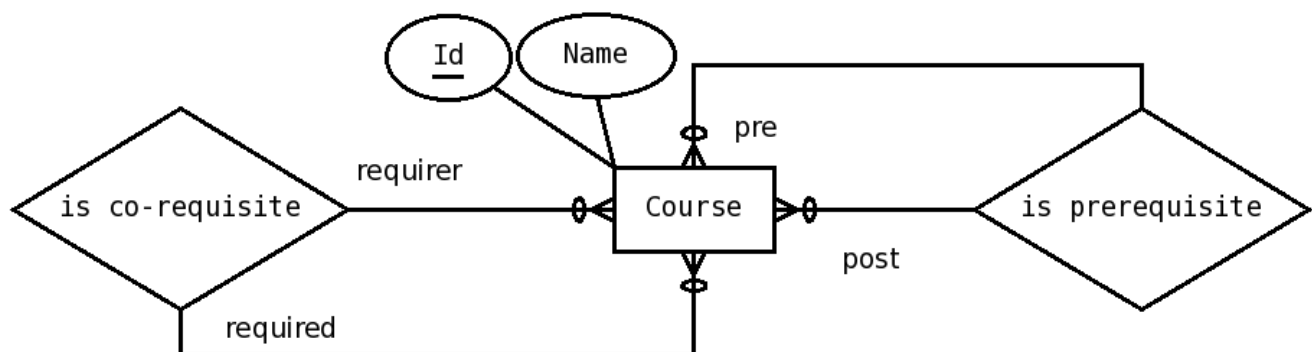 Id
Name
pre
requirer
is co-requisite
Course
is prerequisite
post
required